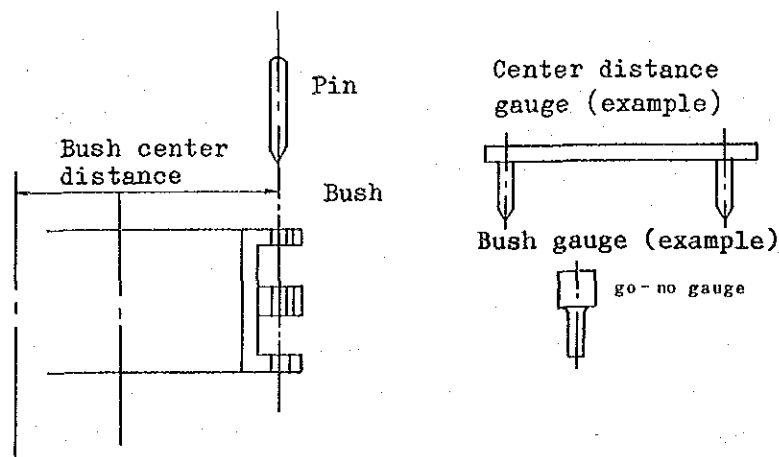 Pin
Bush center
distance
Bush
Center distance
gauge (example)
Bush gauge (example)
go-no gauge